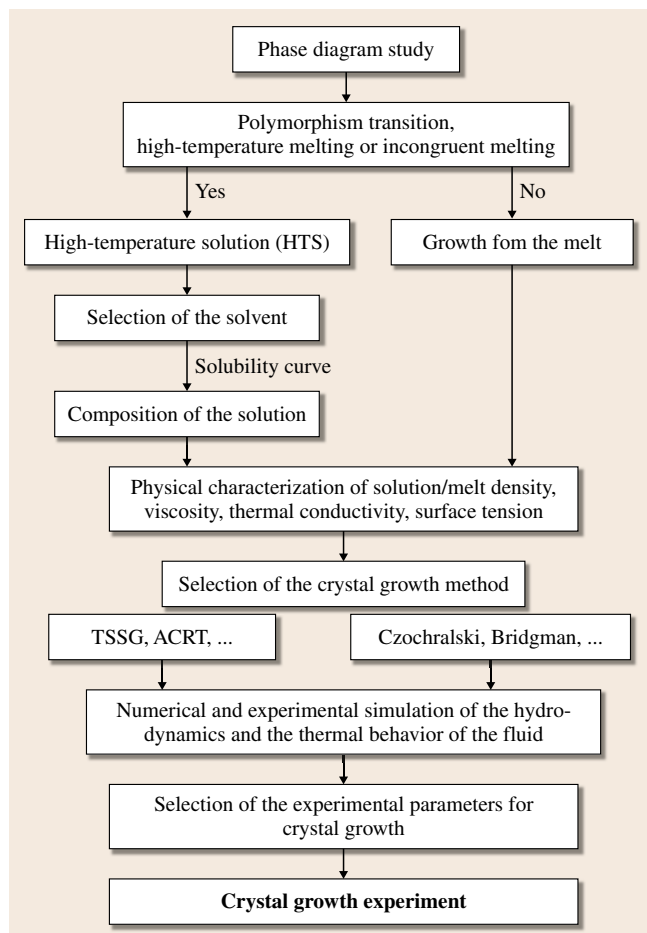 Phase diagram study
Polymorphism transition,
high-temperature melting or incongruent melting
Yes
No
High-temperature solution (HTS)
Growth fom the melt
Selection of the solvent
Solubility curve
Composition of the solution
Physical characterization of solution/melt density,
viscosity, thermal conductivity, surface tension
Selection of the crystal growth method
TSSG, ACRT, ...
Czochralski, Bridgman, ...
Numerical and experimental simulation of the hydro-
dynamics and the thermal behavior of the fluid
Selection of the experimental parameters for
crystal growth
Crystal growth experiment